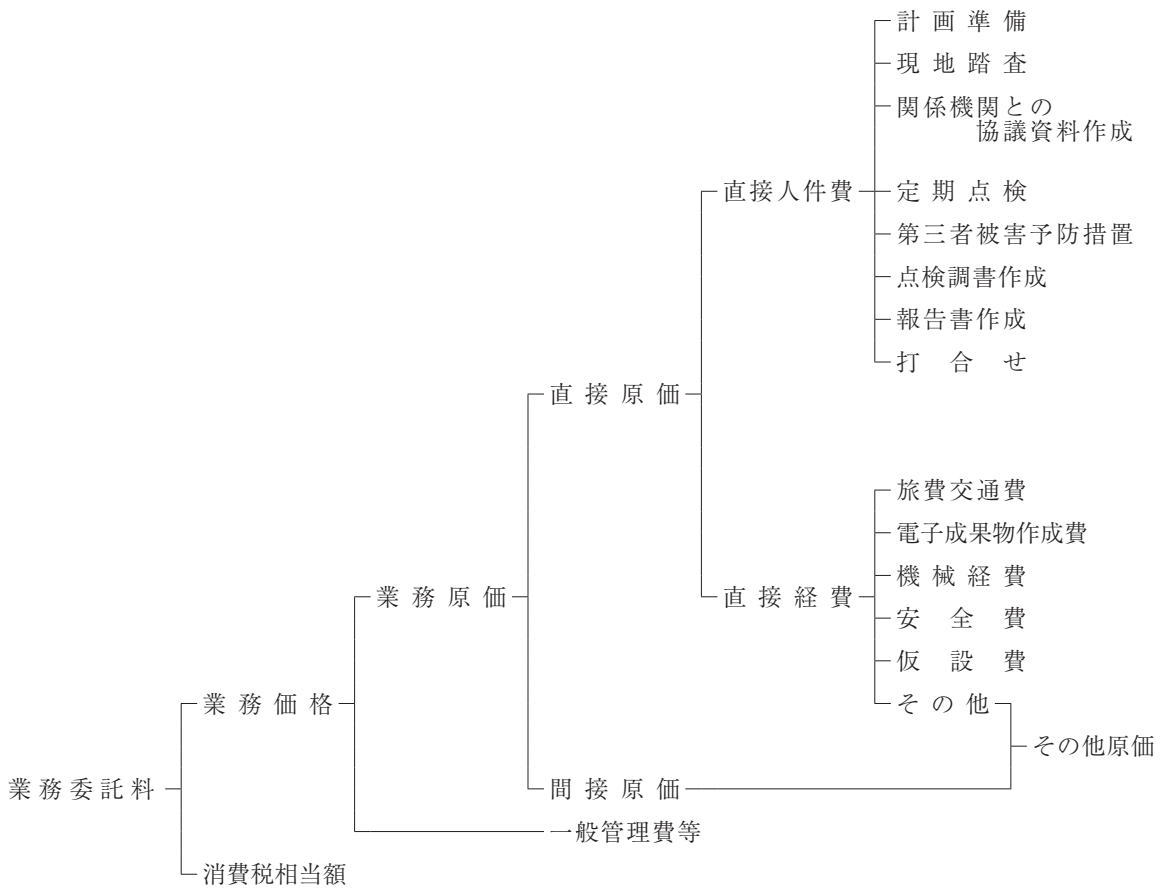 計画準備
現地踏査
関係機関との
協議資料作成
直接人件費
定期点検
第三者被害予防措置
点検調書作成
報告書作成
打合せ
直接原価
旅費交通費
電子成果物作成費
機械経費
業務原価
直接経費
安全費
仮設費
業務価格
その他
その他原価
業務委託料
間接原価
一般管理費等
消費税相当額